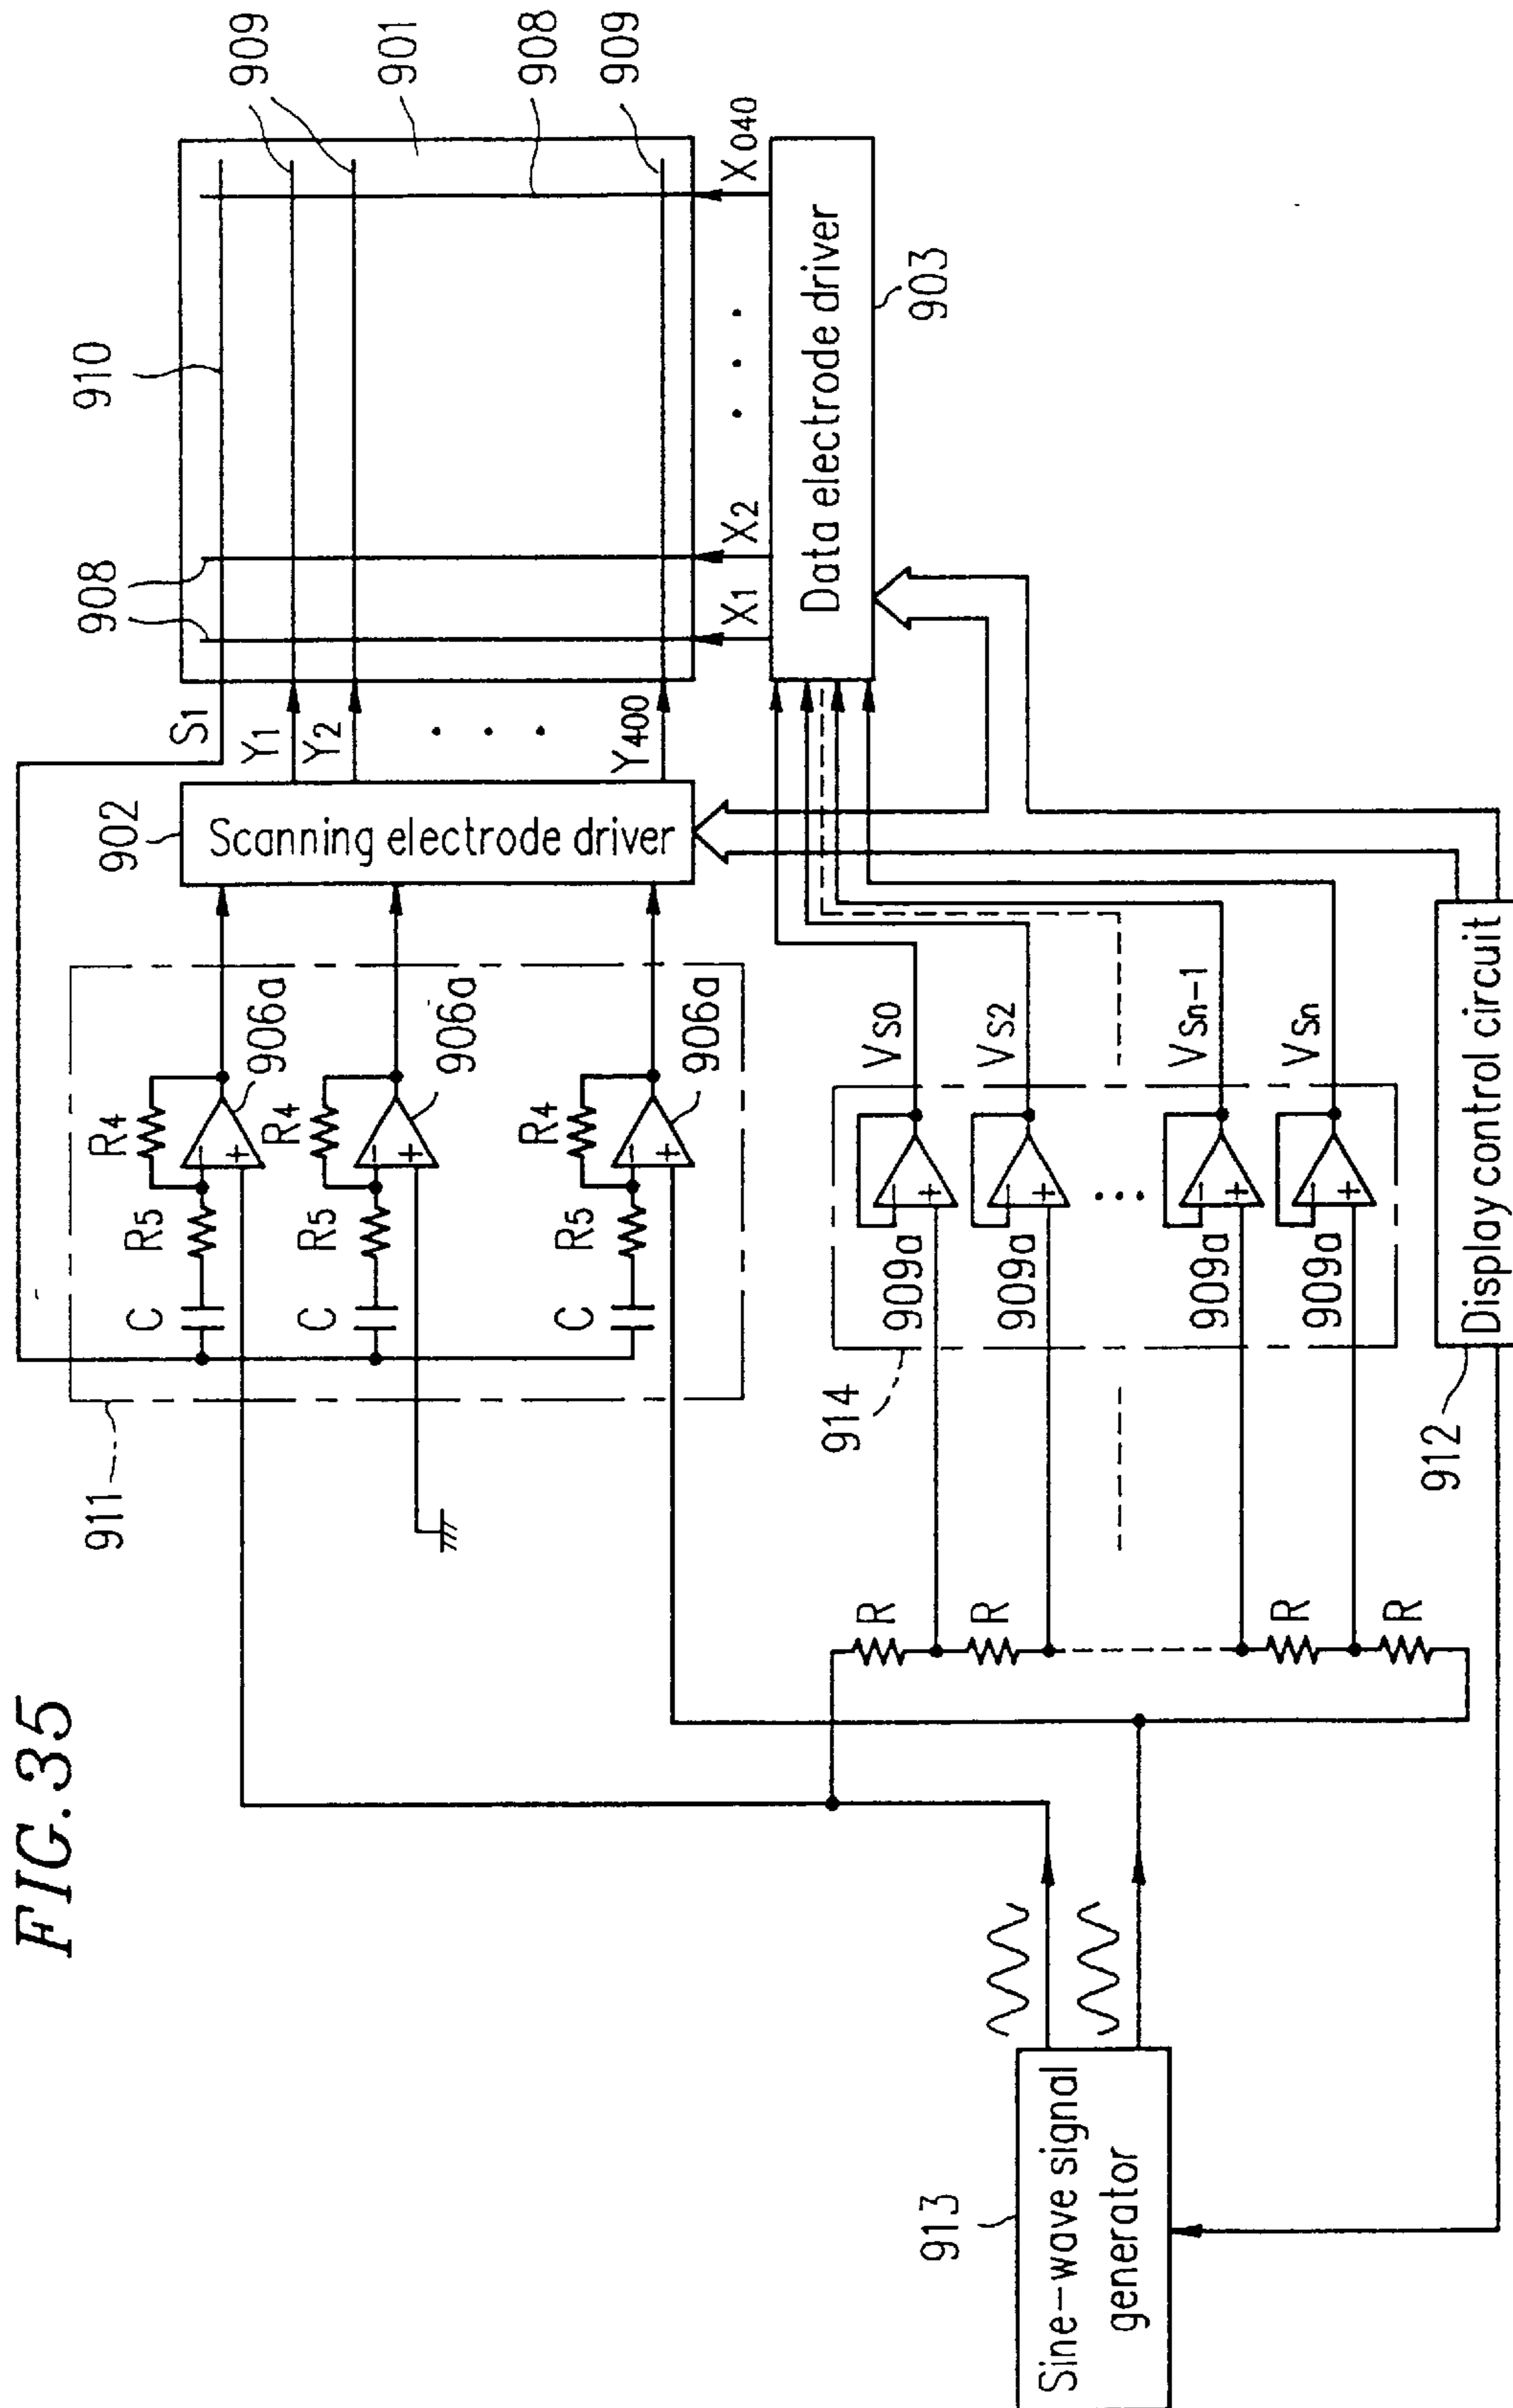 FIG.35
910
909
908
901
S1
908
909
902
Y1
Y2
Y400
X1
X2
X040
Scanning electrode driver
Data electrode driver
903
911
C
R5
R4
906a
C
R5
R4
906a
C
R5
R4
906a
914
R
R
R
R
909a
909a
909a
909a
VS0
VS2
VSn-1
VSn
913
Sine-wave signal
generator
912
Display control circuit